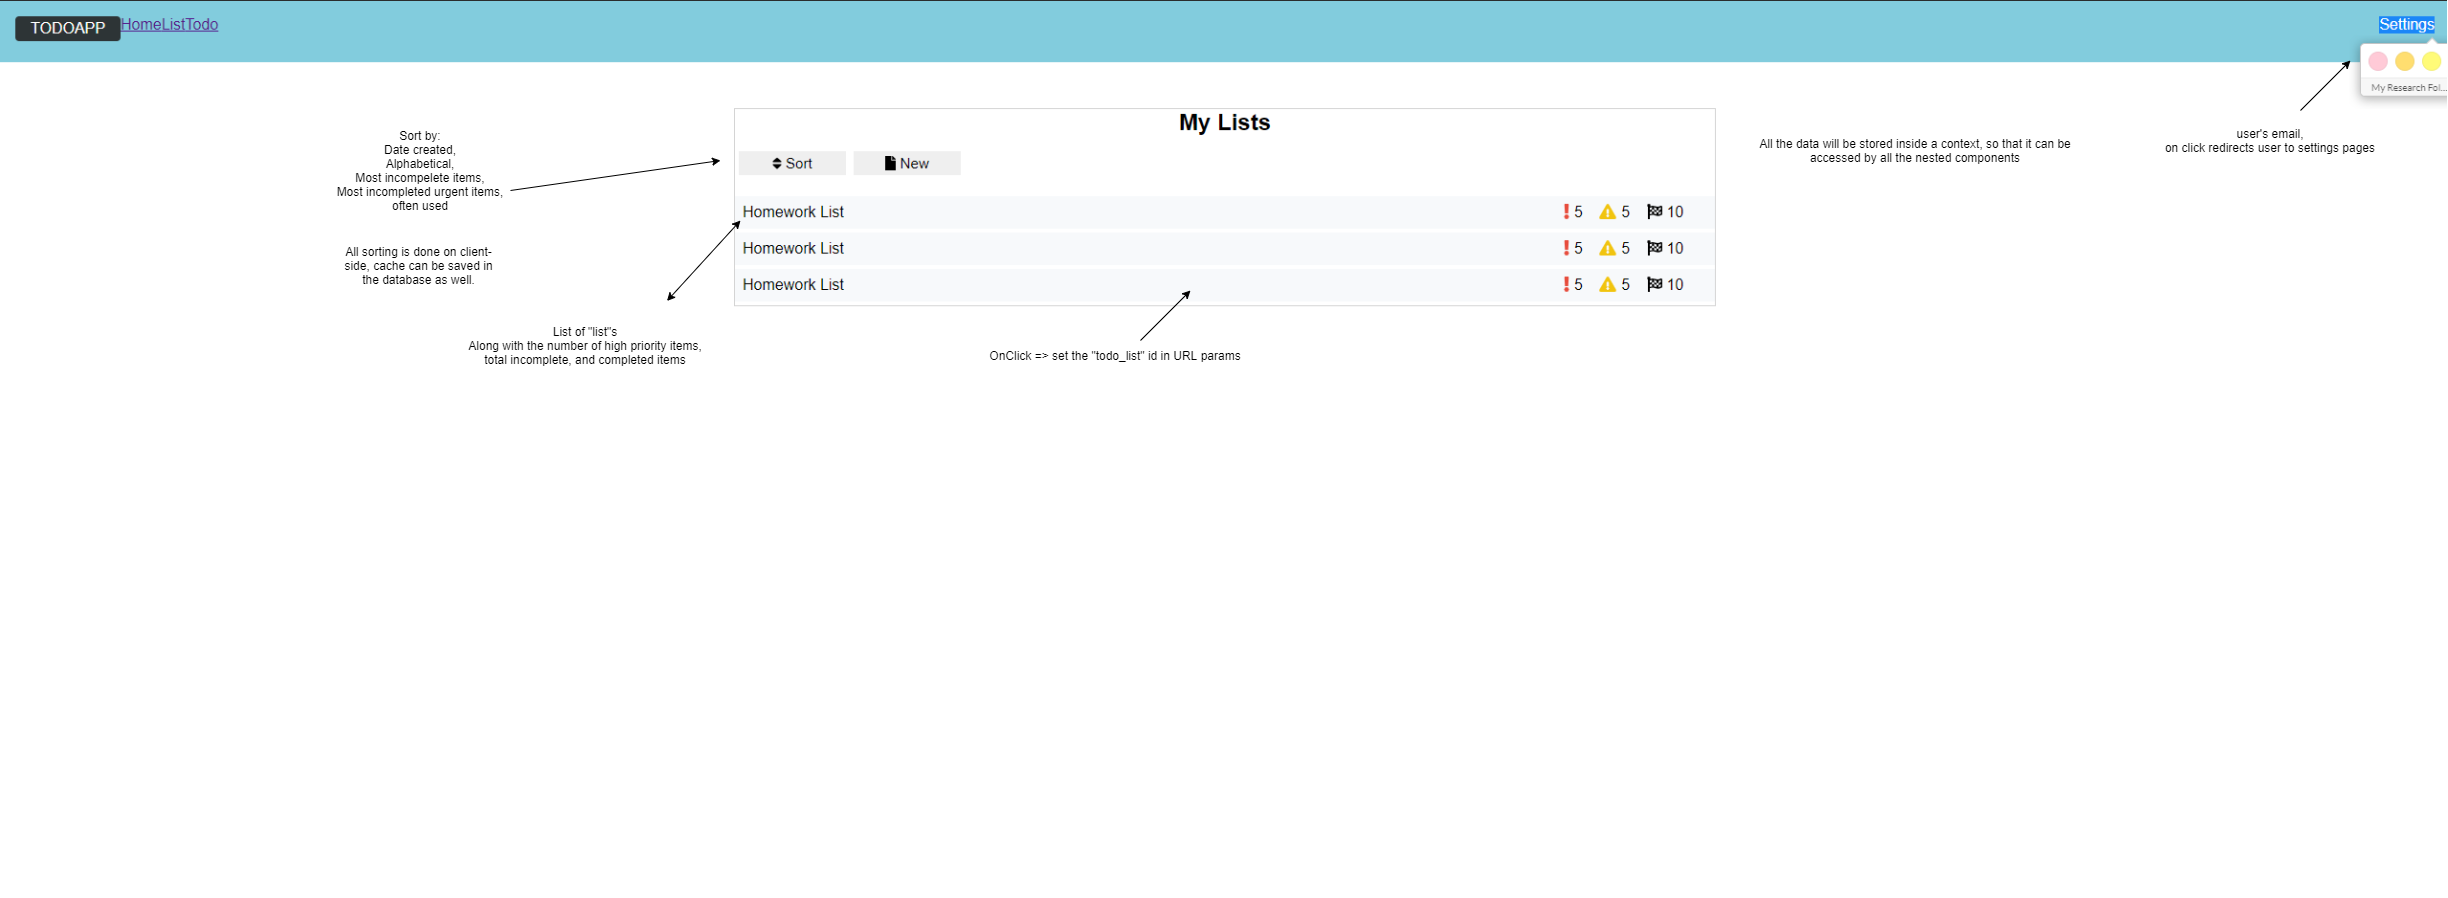 TODOAPP HomeListTodo
Settings
My Research Fol...
My Lists
Sort New
Homework List 5 5 10
Homework List 5 5 10
Homework List 5 5 10
Sort by:
Date created,
Alphabetical,
Most incompelete items,
Most incompleted urgent items,
often used
All sorting is done on client-
side, cache can be saved in
the database as well.
List of "list"s
Along with the number of high priority items,
total incomplete, and completed items
OnClick => set the "todo_list" id in URL params
All the data will be stored inside a context, so that it can be
accessed by all the nested components
user's email,
on click redirects user to settings pages